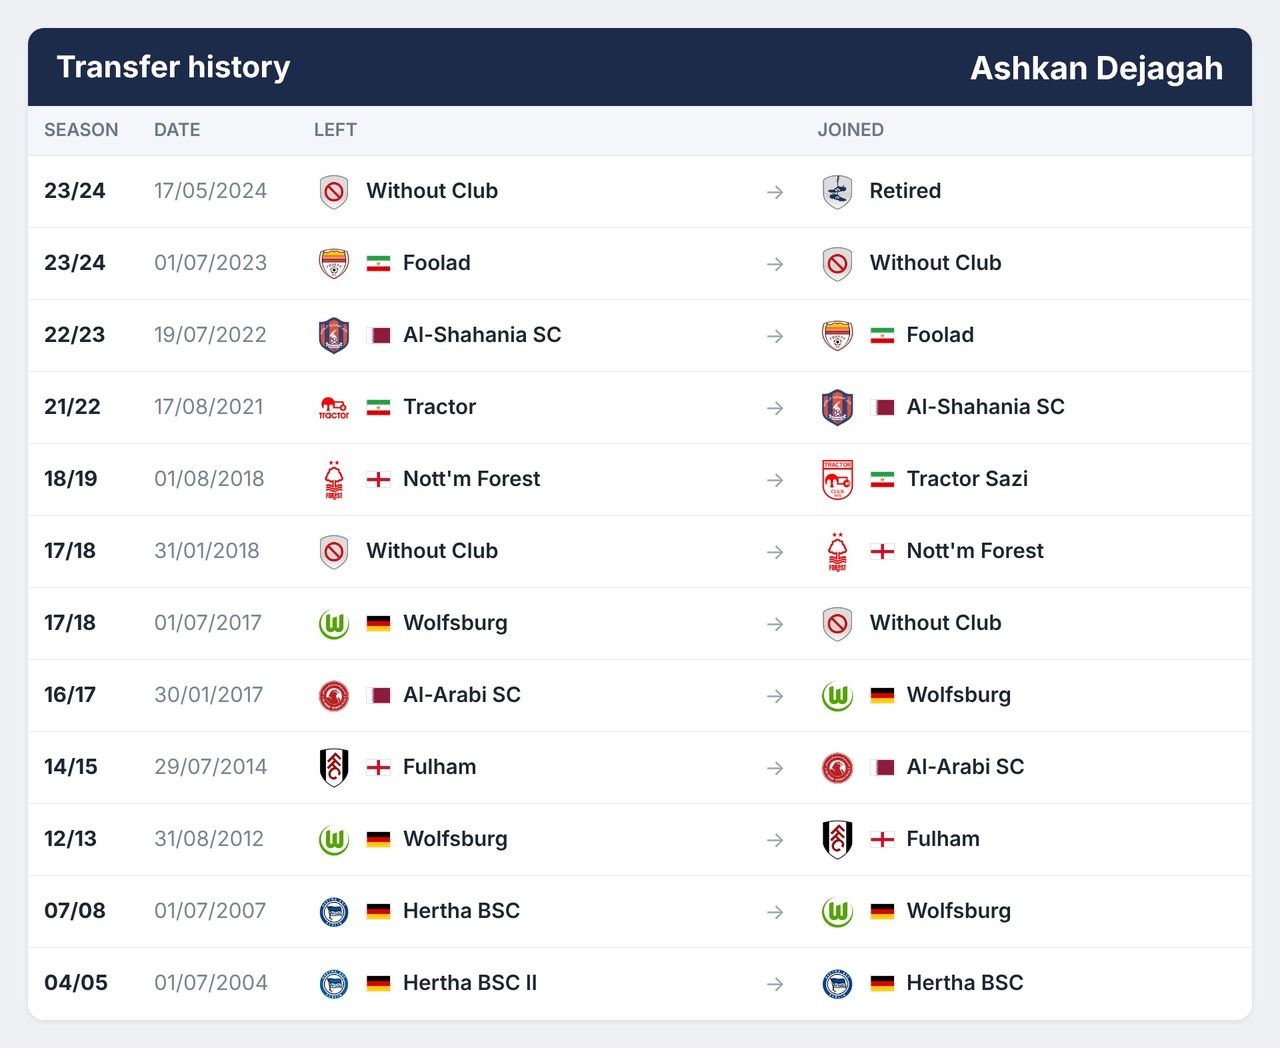 Transfer history Ashkan Dejagah
SEASON DATE LEFT JOINED
23/24 17/05/2024 Without Club → Retired
23/24 01/07/2023 Foolad → Without Club
22/23 19/07/2022 Al-Shahania SC → Foolad
21/22 17/08/2021 Tractor Tractor → Al-Shahania SC
18/19 01/08/2018 Forest Nott'm Forest → Tractor Club Tractor Sazi
17/18 31/01/2018 Without Club → Forest Nott'm Forest
17/18 01/07/2017 Wolfsburg → Without Club
16/17 30/01/2017 Al-Arabi SC → Wolfsburg
14/15 29/07/2014 Fulham → Al-Arabi SC
12/13 31/08/2012 Wolfsburg → Fulham
07/08 01/07/2007 Hertha BSC → Wolfsburg
04/05 01/07/2004 Hertha BSC II → Hertha BSC